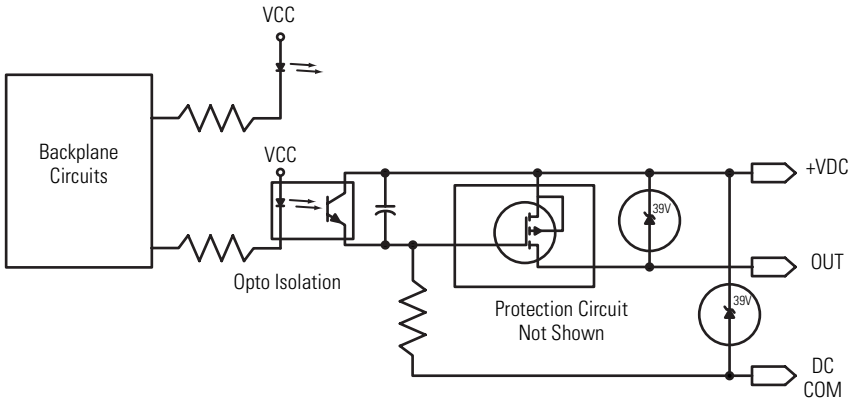 VCC
Backplane
Circuits
VCC
+VDC
39V
OUT
Opto Isolation
39V
Protection Circuit
Not Shown
DC
COM